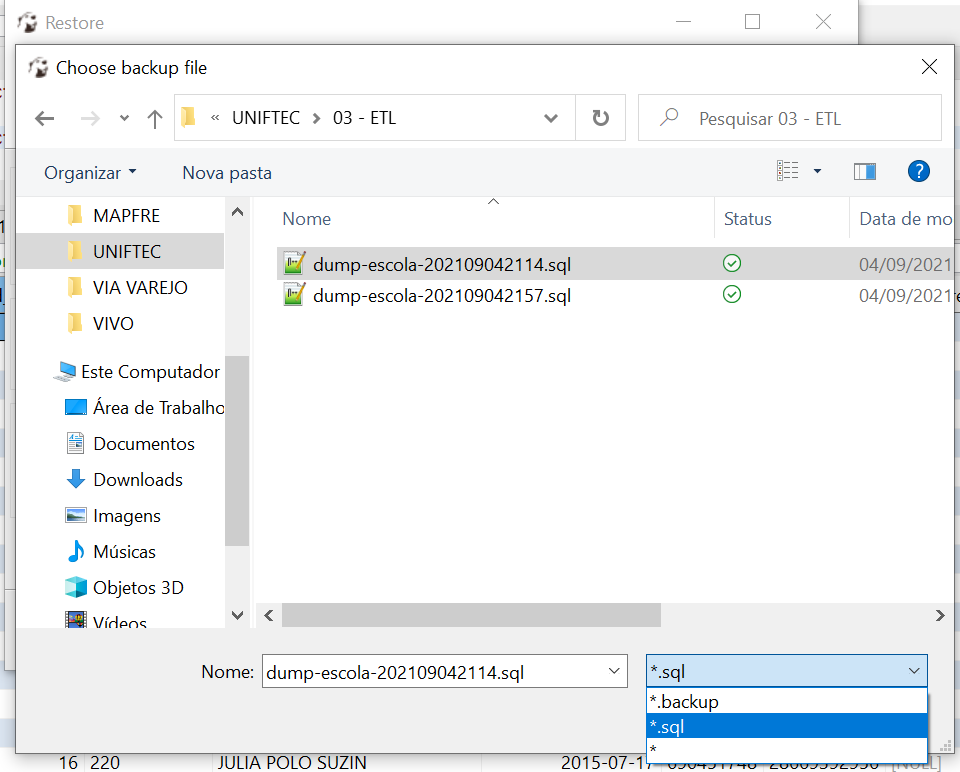 Restore
Choose backup file
« UNIFTEC > 03 - ETL
Pesquisar 03 - ETL
Organizar
Nova pasta
?
MAPFRE
UNIFTEC
VIA VAREJO
VIVO
Este Computador
Área de Trabalho
Documentos
Downloads
Imagens
Músicas
Objetos 3D
Vídeos
Nome Status Data de mo
dump-escola-202109042114.sql 04/09/2021
dump-escola-202109042157.sql 04/09/2021
Nome: dump-escola-202109042114.sql
*.sql
*.backup
*.sql
*
16 220 JULIA POLO SUZIN 2015-07-17